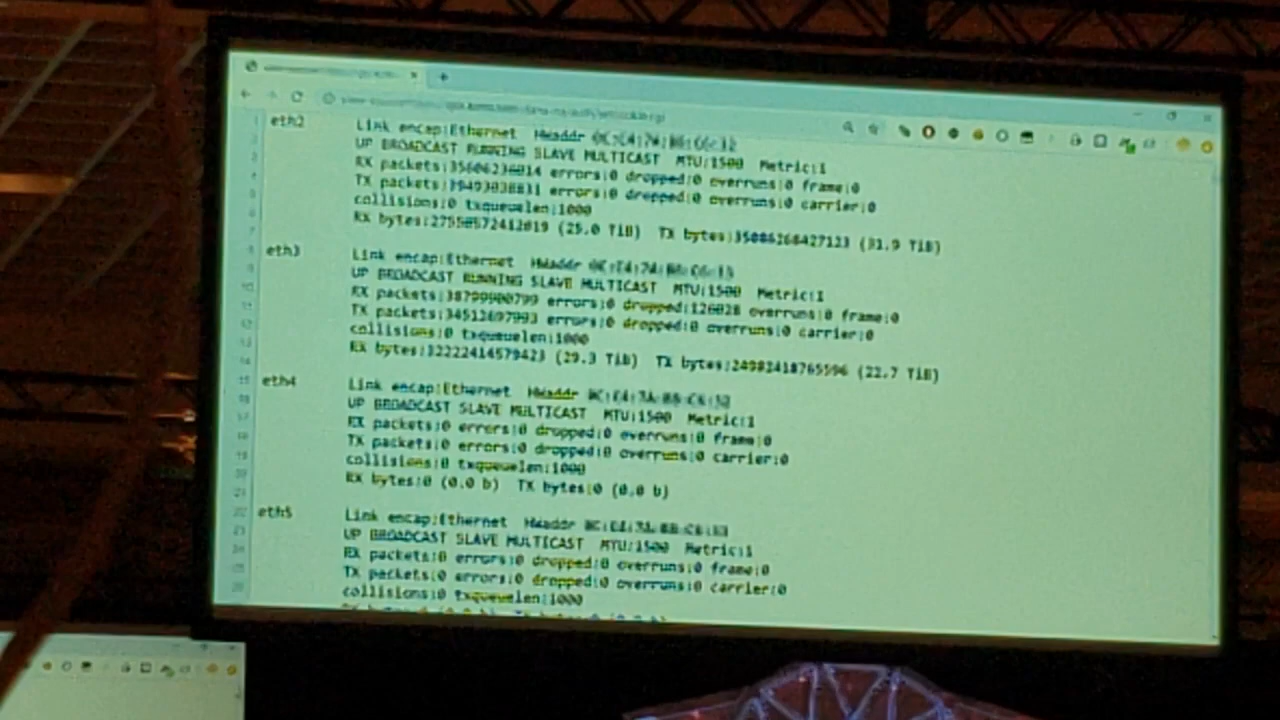 eth2 Link encap:Ethernet HWaddr
UP BROADCAST RUNNING SLAVE MULTICAST MTU:1500 Metric:1
RX packets:35606236014 errors:0 dropped:0 overruns:0 frame:0
TX packets:39493038831 errors:0 dropped:0 overruns:0 carrier:0
collisions:0 txqueuelen:1000
RX bytes: (25.0 TiB) TX bytes:35086268427123 (31.9 TiB)
eth3 Link encap:Ethernet HWaddr
UP BROADCAST RUNNING SLAVE MULTICAST MTU:1500 Metric:1
RX packets:38799900799 errors:0 dropped:126028 overruns:0 frame:0
TX packets:34512697993 errors:0 dropped:0 overruns:0 carrier:0
collisions:0 txqueuelen:1000
RX bytes:32222414579423 (29.3 TiB) TX bytes:24982418765596 (22.7 TiB)
eth4 Link encap:Ethernet HWaddr
UP BROADCAST SLAVE MULTICAST MTU:1500 Metric:1
RX packets:0 errors:0 dropped:0 overruns:0 frame:0
TX packets:0 errors:0 dropped:0 overruns:0 carrier:0
collisions:0 txqueuelen:1000
RX bytes:0 (0.0 b) TX bytes:0 (0.0 b)
eth5 Link encap:Ethernet HWaddr
UP BROADCAST SLAVE MULTICAST MTU:1500 Metric:1
RX packets:0 errors:0 dropped:0 overruns:0 frame:0
TX packets:0 errors:0 dropped:0 overruns:0 carrier:0
collisions:0 txqueuelen:1000